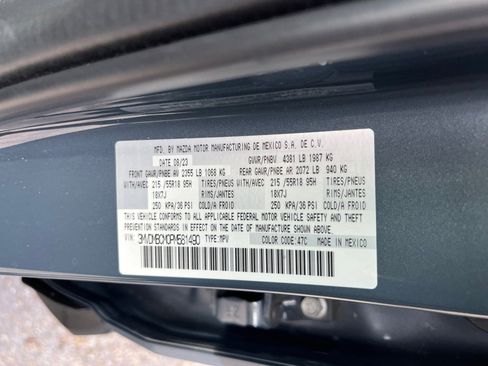 MFD. BY MAZDA MOTOR MANUFACTURING DE MEXICO S.A. DE C.V.
DATE 08/23 GVWR/PNBV 4381 LB 1987 KG
FRONT GAWR/PNBE AV 2355 LB 1068 KG REAR GAWR/PNBE AR 2072 LB 940 KG
WITH/AVEC 215/55R18 95H TIRES/PNEUS WITH/AVEC 215/55R18 95H TIRES/PNEUS
18X7J RIMS/JANTES 18X7J RIMS/JANTES
250 KPA/36 PSI COLD/A FROID 250 KPA/36 PSI COLD/A FROID
THIS VEHICLE CONFORMS TO ALL APPLICABLE FEDERAL MOTOR VEHICLE SAFETY AND THEFT
PREVENTION STANDARDS IN EFFECT ON THE DATE OF MANUFACTURE SHOWN ABOVE.
TYPE: MPV COLOR CODE: 47C MADE IN MEXICO